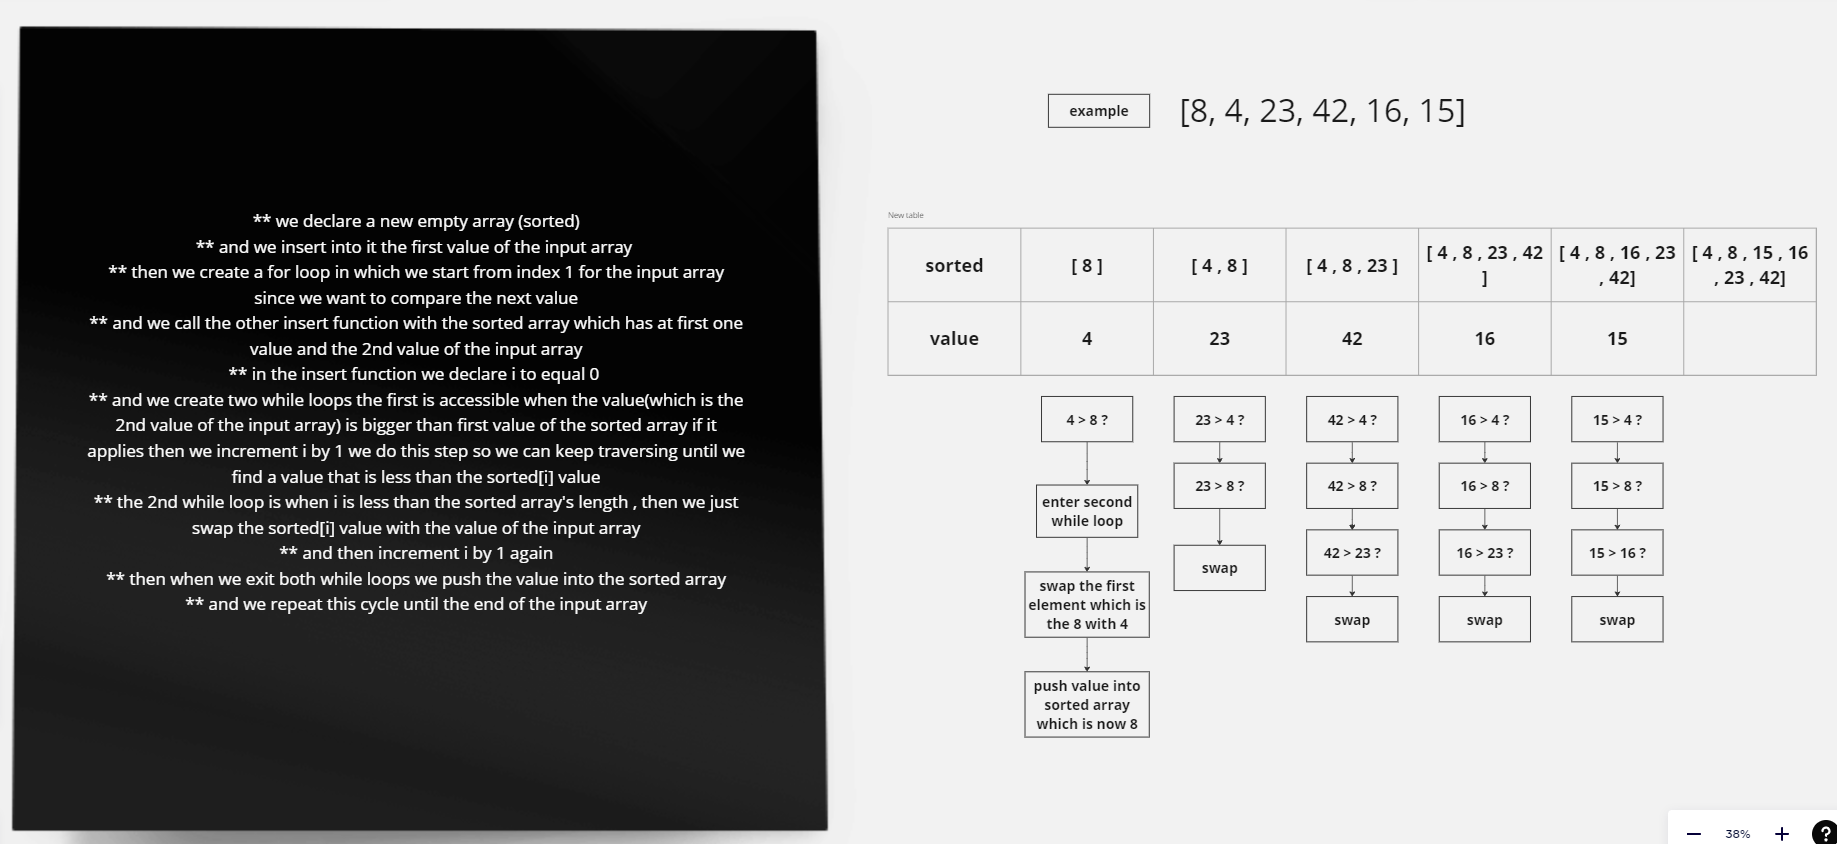 ** we declare a new empty array (sorted)
** and we insert into it the first value of the input array
** then we create a for loop in which we start from index 1 for the input array
since we want to compare the next value
** and we call the other insert function with the sorted array which has at first one
value and the 2nd value of the input array
** in the insert function we declare i to equal 0
** and we create two while loops the first is accessible when the value(which is the
2nd value of the input array) is bigger than first value of the sorted array if it
applies then we increment i by 1 we do this step so we can keep traversing until we
find a value that is less than the sorted[i] value
** the 2nd while loop is when i is less than the sorted array's length , then we just
swap the sorted[i] value with the value of the input array
** and then increment i by 1 again
** then when we exit both while loops we push the value into the sorted array
** and we repeat this cycle until the end of the input array
example
[8, 4, 23, 42, 16, 15]
New table
sorted
[ 8 ]
[ 4 , 8 ]
[ 4 , 8 , 23 ]
[ 4 , 8 , 23 , 42
]
[ 4 , 8 , 16 , 23
, 42]
[ 4 , 8 , 15 , 16
, 23 , 42]
value
4
23
42
16
15
4 > 8 ?
enter second
while loop
swap the first
element which is
the 8 with 4
push value into
sorted array
which is now 8
23 > 4 ?
23 > 8 ?
swap
42 > 4 ?
42 > 8 ?
42 > 23 ?
swap
16 > 4 ?
16 > 8 ?
16 > 23 ?
swap
15 > 4 ?
15 > 8 ?
15 > 16 ?
swap
38%
?